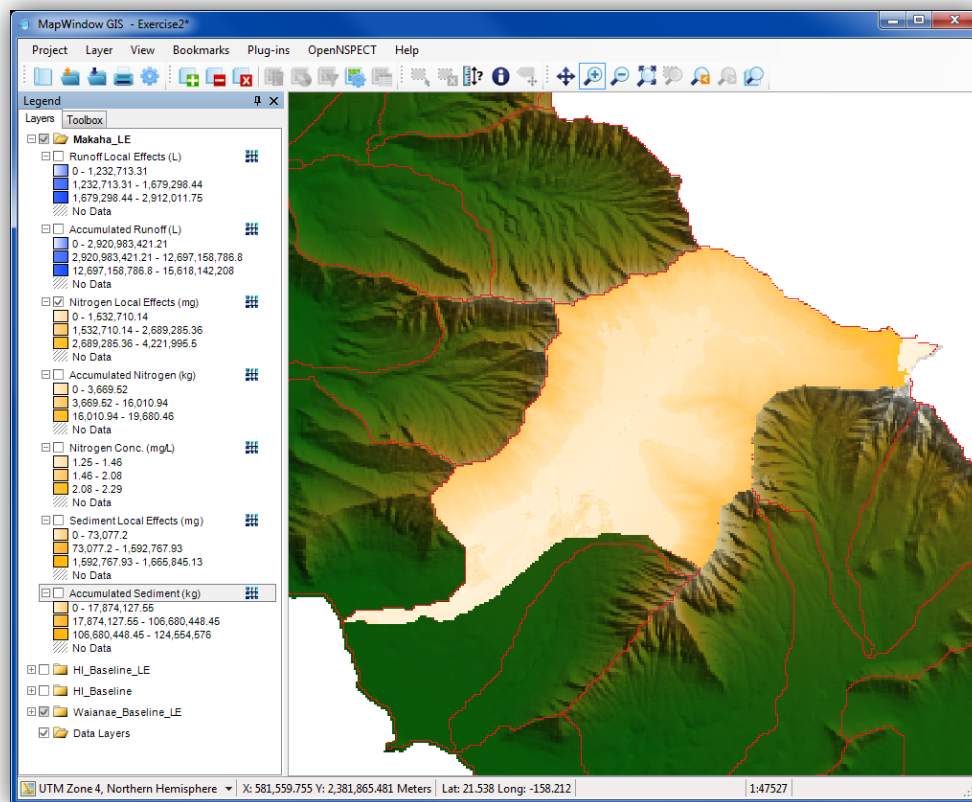 MapWindow GIS - Exercise2*
Project Layer View Bookmarks Plug-ins OpenNSPECT Help
Legend
Layers Toolbox
Makaha_LE
Runoff Local Effects (L)
0 - 1,232,713.31
1,232,713.31 - 1,679,298.44
1,679,298.44 - 2,912,011.75
No Data
Accumulated Runoff (L)
0 - 2,920,983,421.21
2,920,983,421.21 - 12,697,158,786.8
12,697,158,786.8 - 15,618,142,208
No Data
Nitrogen Local Effects (mg)
0 - 1,532,710.14
1,532,710.14 - 2,689,285.36
2,689,285.36 - 4,221,995.5
No Data
Accumulated Nitrogen (kg)
0 - 3,669.52
3,669.52 - 16,010.94
16,010.94 - 19,680.46
No Data
Nitrogen Conc. (mg/L)
1.25 - 1.46
1.46 - 2.08
2.08 - 2.29
No Data
Sediment Local Effects (mg)
0 - 73,077.2
73,077.2 - 1,592,767.93
1,592,767.93 - 1,665,845.13
No Data
Accumulated Sediment (kg)
0 - 17,874,127.55
17,874,127.55 - 106,680,448.45
106,680,448.45 - 124,554,576
No Data
HI_Baseline_LE
HI_Baseline
Waianae_Baseline_LE
Data Layers
UTM Zone 4, Northern Hemisphere X: 581,559.755 Y: 2,381,865.481 Meters Lat: 21.538 Long: -158.212 1:47527